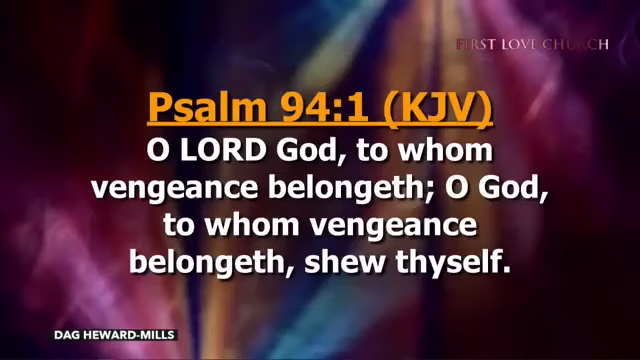 FIRST LOVE CHURCH
Psalm 94:1 (KJV)
O LORD God, to whom
vengeance belongeth; O God,
to whom vengeance
belongeth, shew thyself.
DAG HEWARD-MILLS